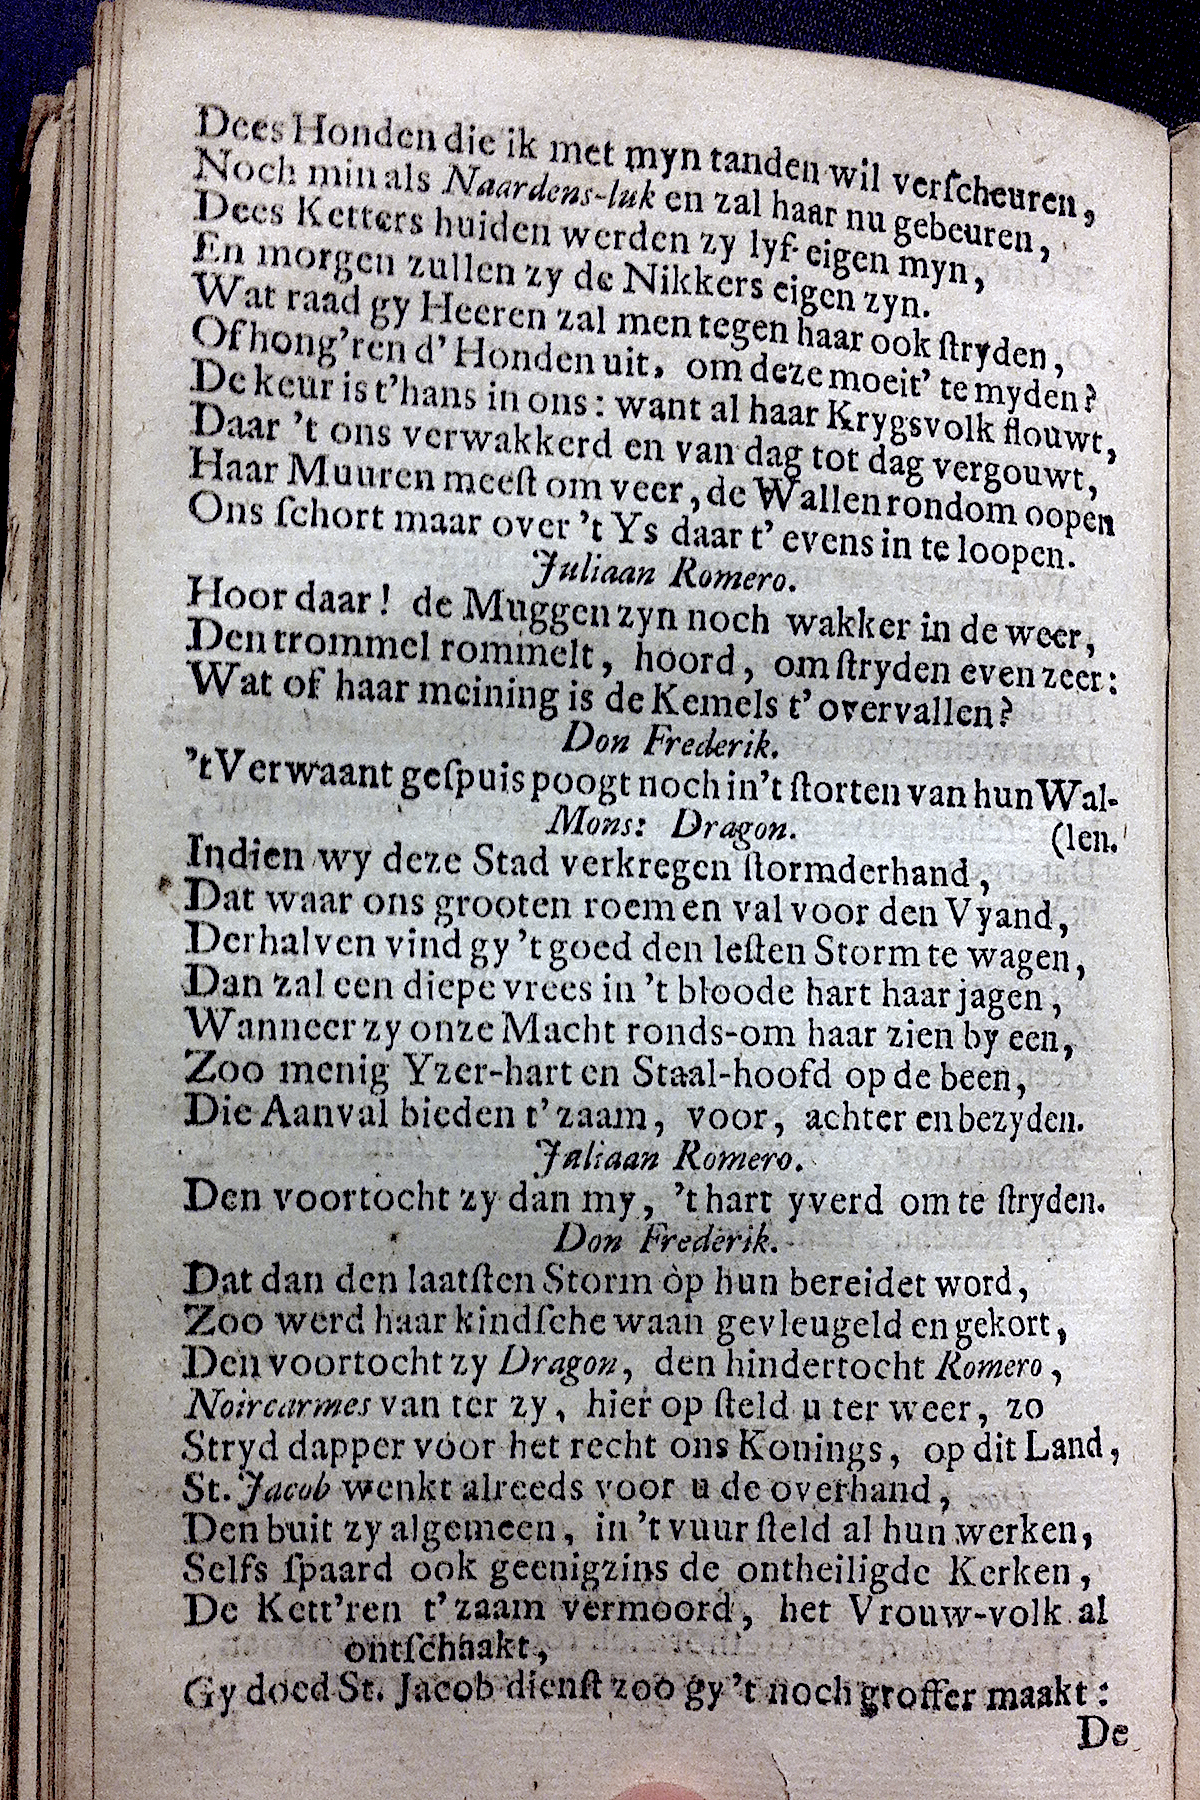 Dees Honden die ik met myn tanden wil verſcheuren,
Noch min als Naardens-luk en zal haar nu gebeuren,
Dees Ketters huiden werden zy lyf-eigen myn,
En morgen zullen zy de Nikkers eigen zyn.
Wat raad gy Heeren zal men tegen haar ook ſtryden,
Of hong'ren d' Honden uit, om deze moeit' te myden?
De keur is t'hans in ons: want al haar Krygsvolk flouwt,
Daar 't ons verwakkerd en van dag tot dag vergouwt,
Haar Muuren meeſt om veer, de Wallen rondom oopen
Ons ſchort maar over 't Ys daar t' evens in te loopen.
Juliaan Romero.
Hoor daar! de Muggen zyn noch wakker in de weer,
Den trommel rommelt, hoord, om ſtryden even zeer:
Wat of haar meining is de Kemels t' overvallen?
Don Frederik.
't Verwaant geſpuis poogt noch in 't ſtorten van hun Wal-
Mons: Dragon. (len.
Indien wy deze Stad verkregen ſtormderhand,
Dat waar ons grooten roem en val voor den Vyand,
Derhalven vind gy 't goed den leſten Storm te wagen,
Dan zal een diepe vrees in 't bloode hart haar jagen,
Wanneer zy onze Macht ronds-om haar zien by een,
Zoo menig Yzer-hart en Staal-hoofd op de been,
Die Aanval bieden t' zaam, voor, achter en bezyden.
Juliaan Romero.
Den voortocht zy dan my, 't hart yverd om te ſtryden.
Don Frederik.
Dat dan den laatſten Storm op hun bereidet word,
Zoo werd haar kindſche waan gevleugeld en gekort,
Den voortocht zy Dragon, den hindertocht Romero,
Noircarmes van ter zy, hier op ſteld u ter weer, zo
Stryd dapper voor het recht ons Konings, op dit Land,
St. Jacob wenkt alreeds voor u de overhand,
Den buit zy algemeen, in 't vuur ſteld al hun werken,
Selfs ſpaard ook geenigzins de ontheiligde Kerken,
De Kett'ren t' zaam vermoord, het Vrouw-volk al
ontſchaakt,
Gy doed St. Jacob dienſt zoo gy 't noch groffer maakt:
De